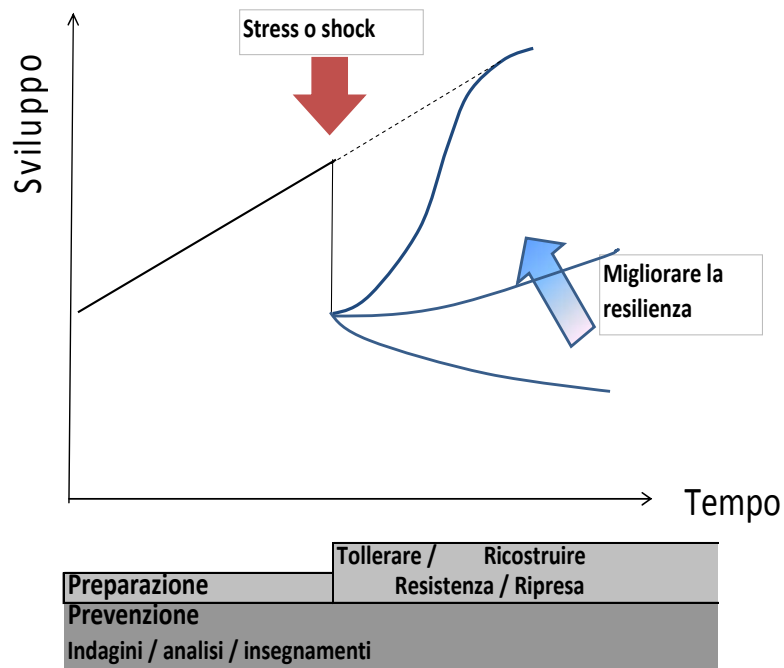 Stress o shock
Sviluppo
Migliorare la
resilienza
Tempo
Tollerare / Ricostruire
Resistenza / Ripresa
Preparazione
Prevenzione
Indagini / analisi / insegnamenti